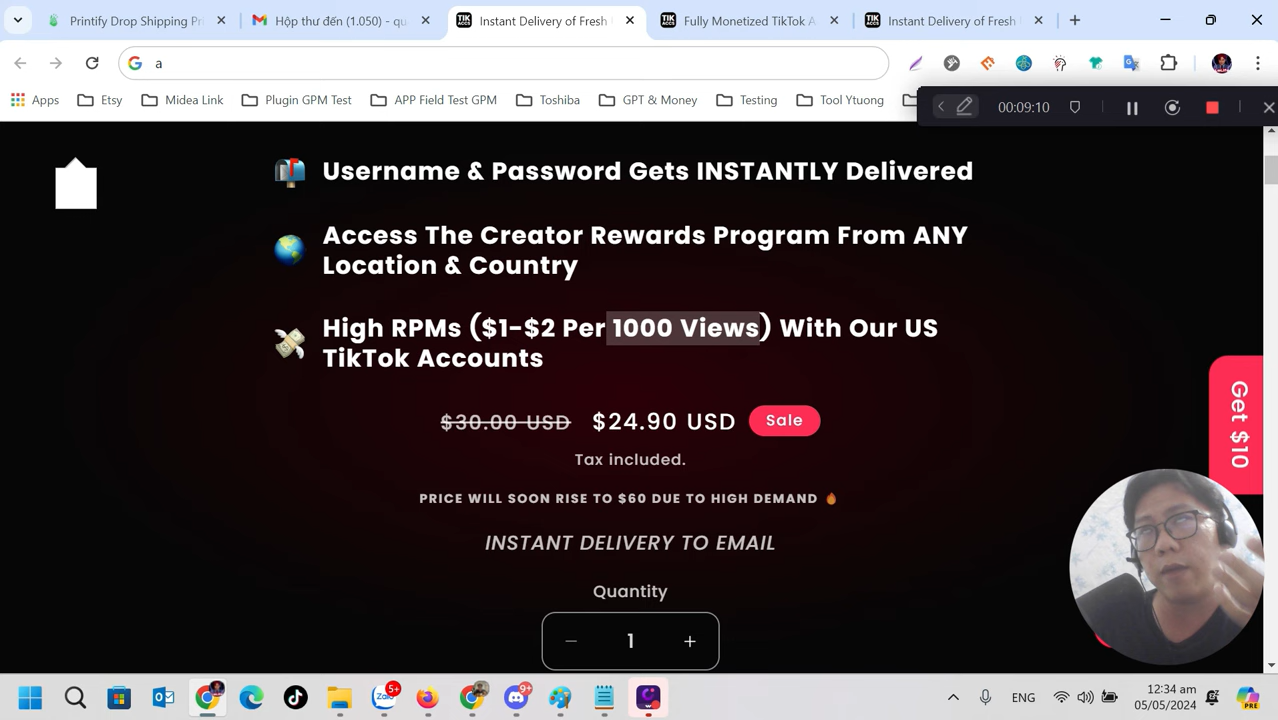 Printify Drop Shipping
Hộp thư đến (1.050) - qu
Instant Delivery of Fresh
Fully Monetized TikTok A
Instant Delivery of Fresh
a
Apps
Etsy
Midea Link
Plugin GPM Test
APP Field Test GPM
Toshiba
GPT & Money
Testing
Tool Ytuong
00:09:10
Username & Password Gets INSTANTLY Delivered
Access The Creator Rewards Program From ANY
Location & Country
High RPMs ($1-$2 Per 1000 Views) With Our US
TikTok Accounts
$30.00 USD $24.90 USD Sale
Tax included.
PRICE WILL SOON RISE TO $60 DUE TO HIGH DEMAND 🔥
INSTANT DELIVERY TO EMAIL
Get $10
Quantity
− 1 +
Zalo 5+
9+
ENG
12:34 am
05/05/2024
PRE